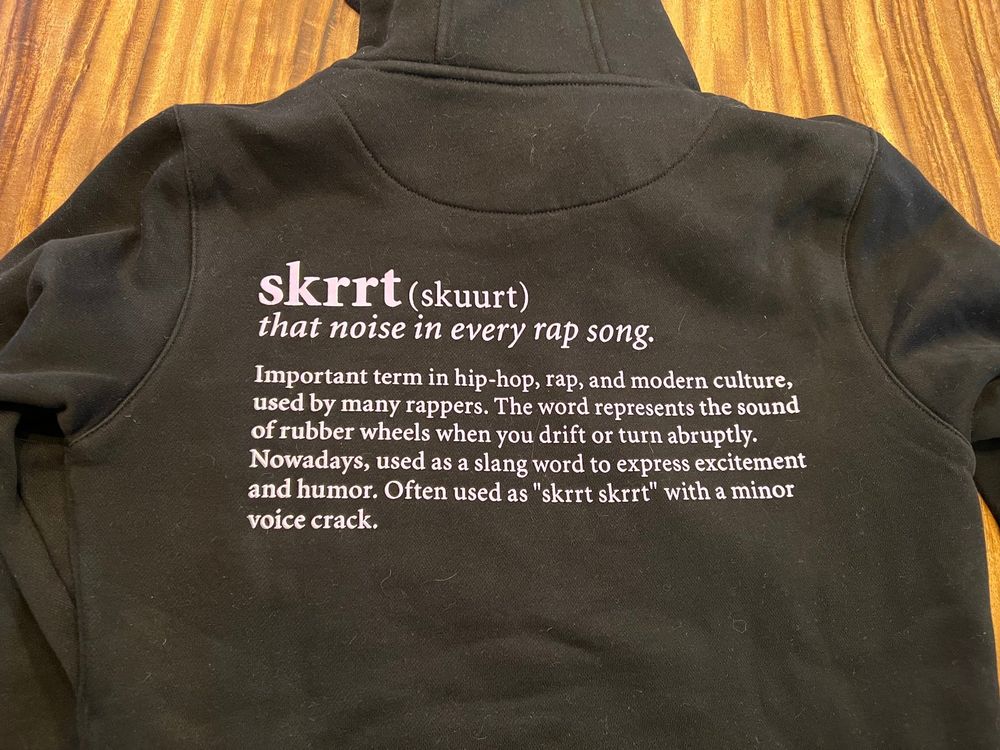 skrrt (skuurt)
that noise in every rap song.
Important term in hip-hop, rap, and modern culture,
used by many rappers. The word represents the sound
of rubber wheels when you drift or turn abruptly.
Nowadays, used as a slang word to express excitement
and humor. Often used as "skrrt skrrt" with a minor
voice crack.